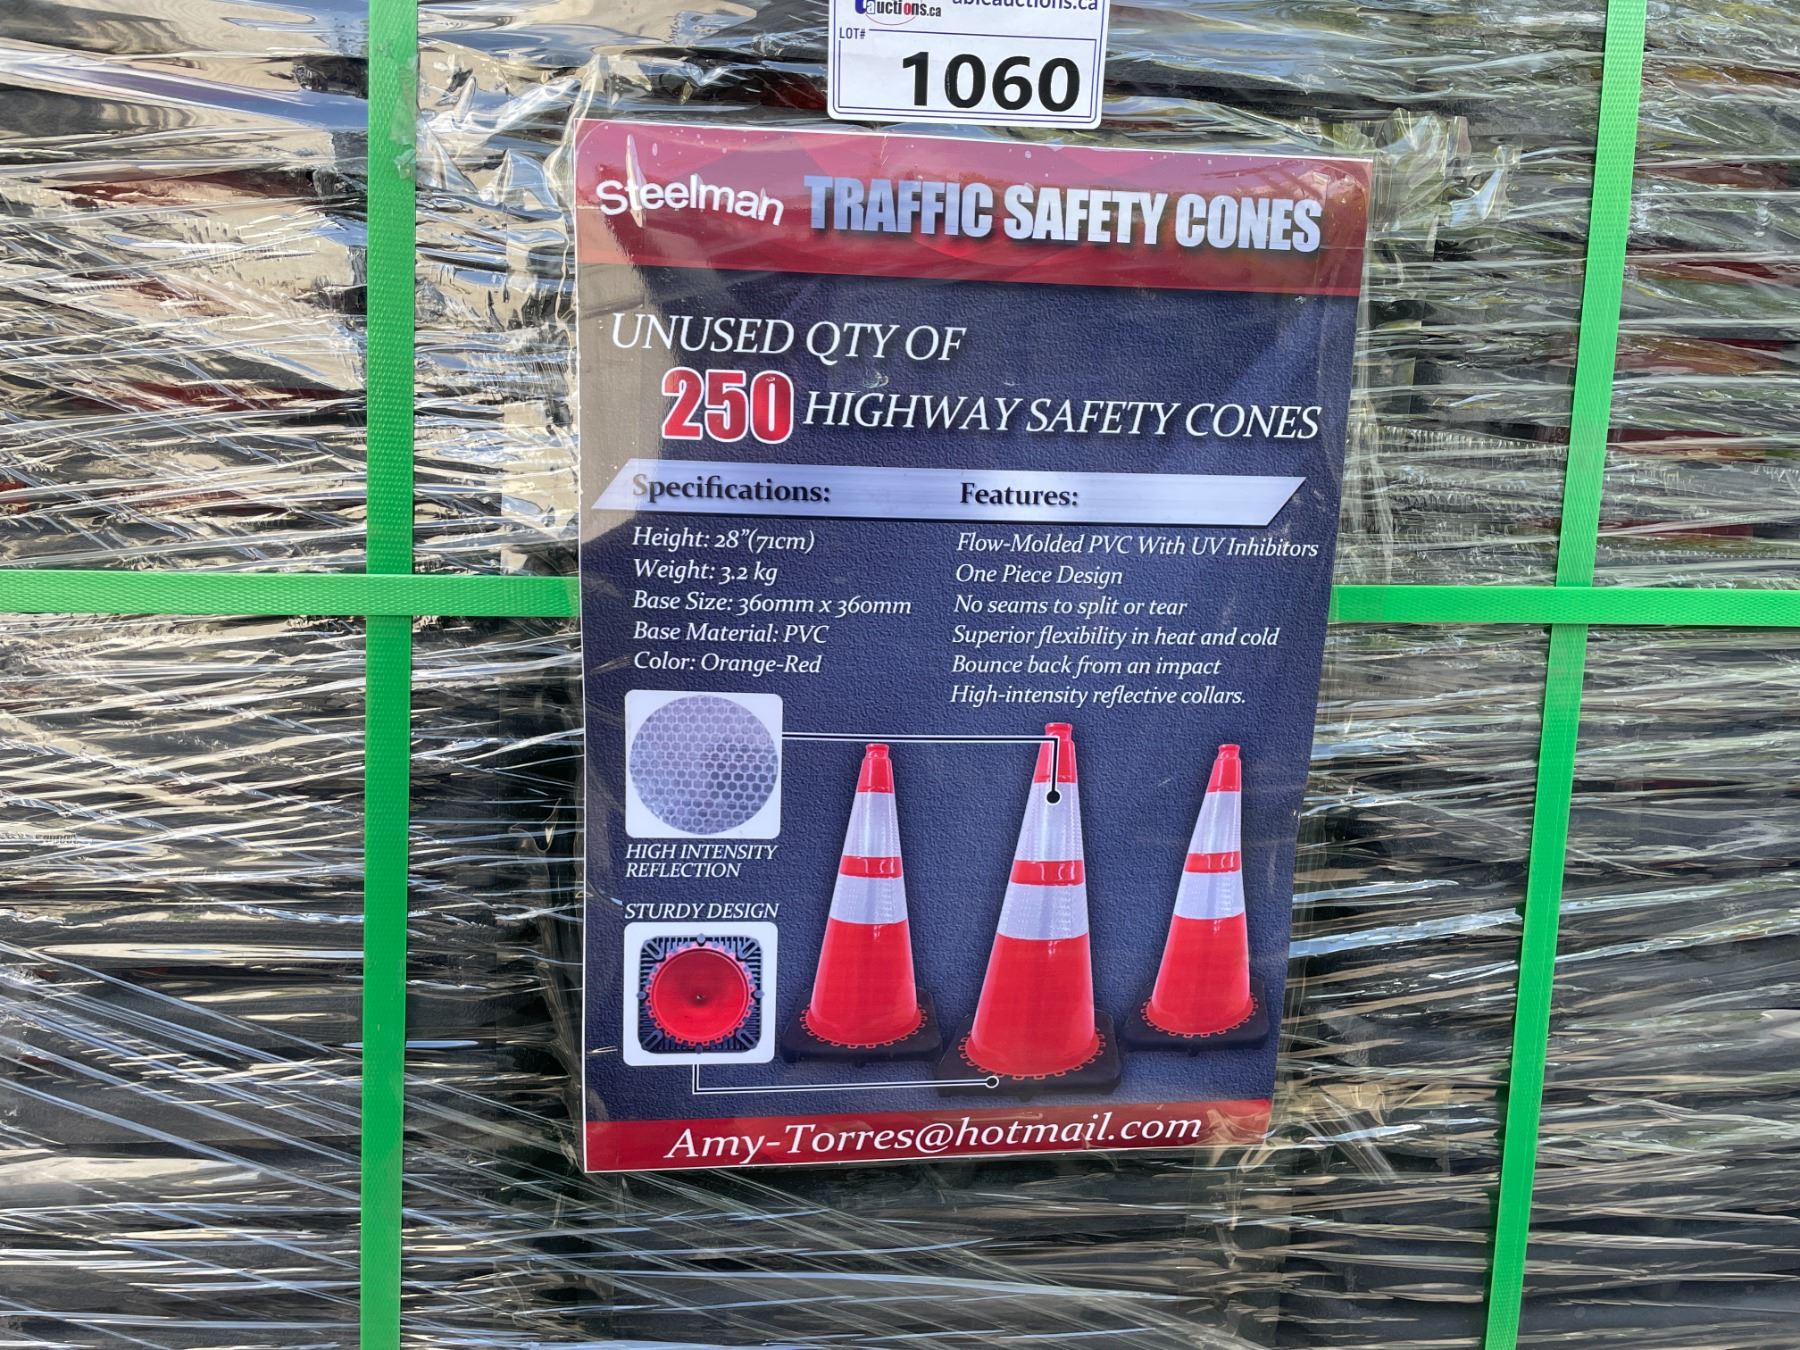 auctions.ca
LOT#
1060
Steelman TRAFFIC SAFETY CONES
UNUSED QTY OF
250 HIGHWAY SAFETY CONES
Specifications:
Height: 28"(71cm)
Weight: 3.2 kg
Base Size: 360mm x 360mm
Base Material: PVC
Color: Orange-Red
Features:
Flow-Molded PVC With UV Inhibitors
One Piece Design
No seams to split or tear
Superior flexibility in heat and cold
Bounce back from an impact
High-intensity reflective collars.
HIGH INTENSITY
REFLECTION
STURDY DESIGN
Amy-Torres@hotmail.com